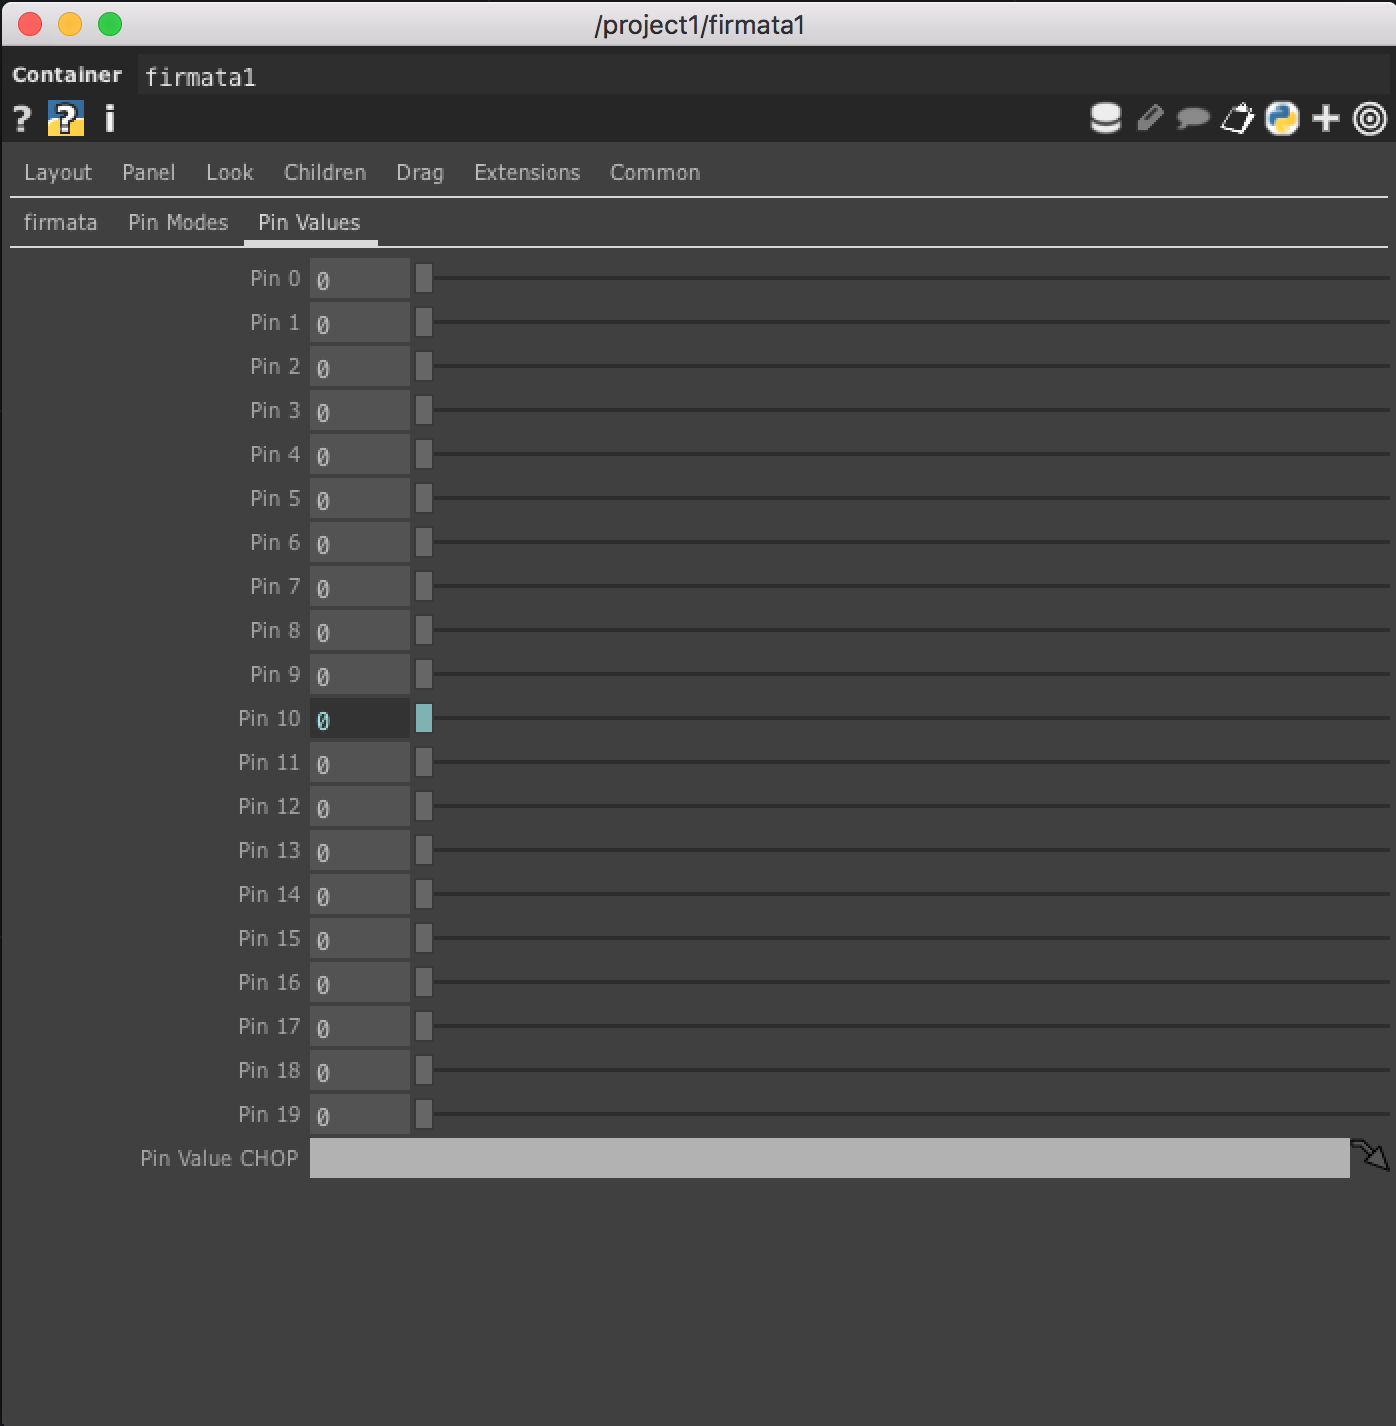 /project1/firmata1
Container firmata1
? ? i
Layout Panel Look Children Drag Extensions Common
firmata Pin Modes Pin Values
Pin 0 0
Pin 1 0
Pin 2 0
Pin 3 0
Pin 4 0
Pin 5 0
Pin 6 0
Pin 7 0
Pin 8 0
Pin 9 0
Pin 10 0
Pin 11 0
Pin 12 0
Pin 13 0
Pin 14 0
Pin 15 0
Pin 16 0
Pin 17 0
Pin 18 0
Pin 19 0
Pin Value CHOP